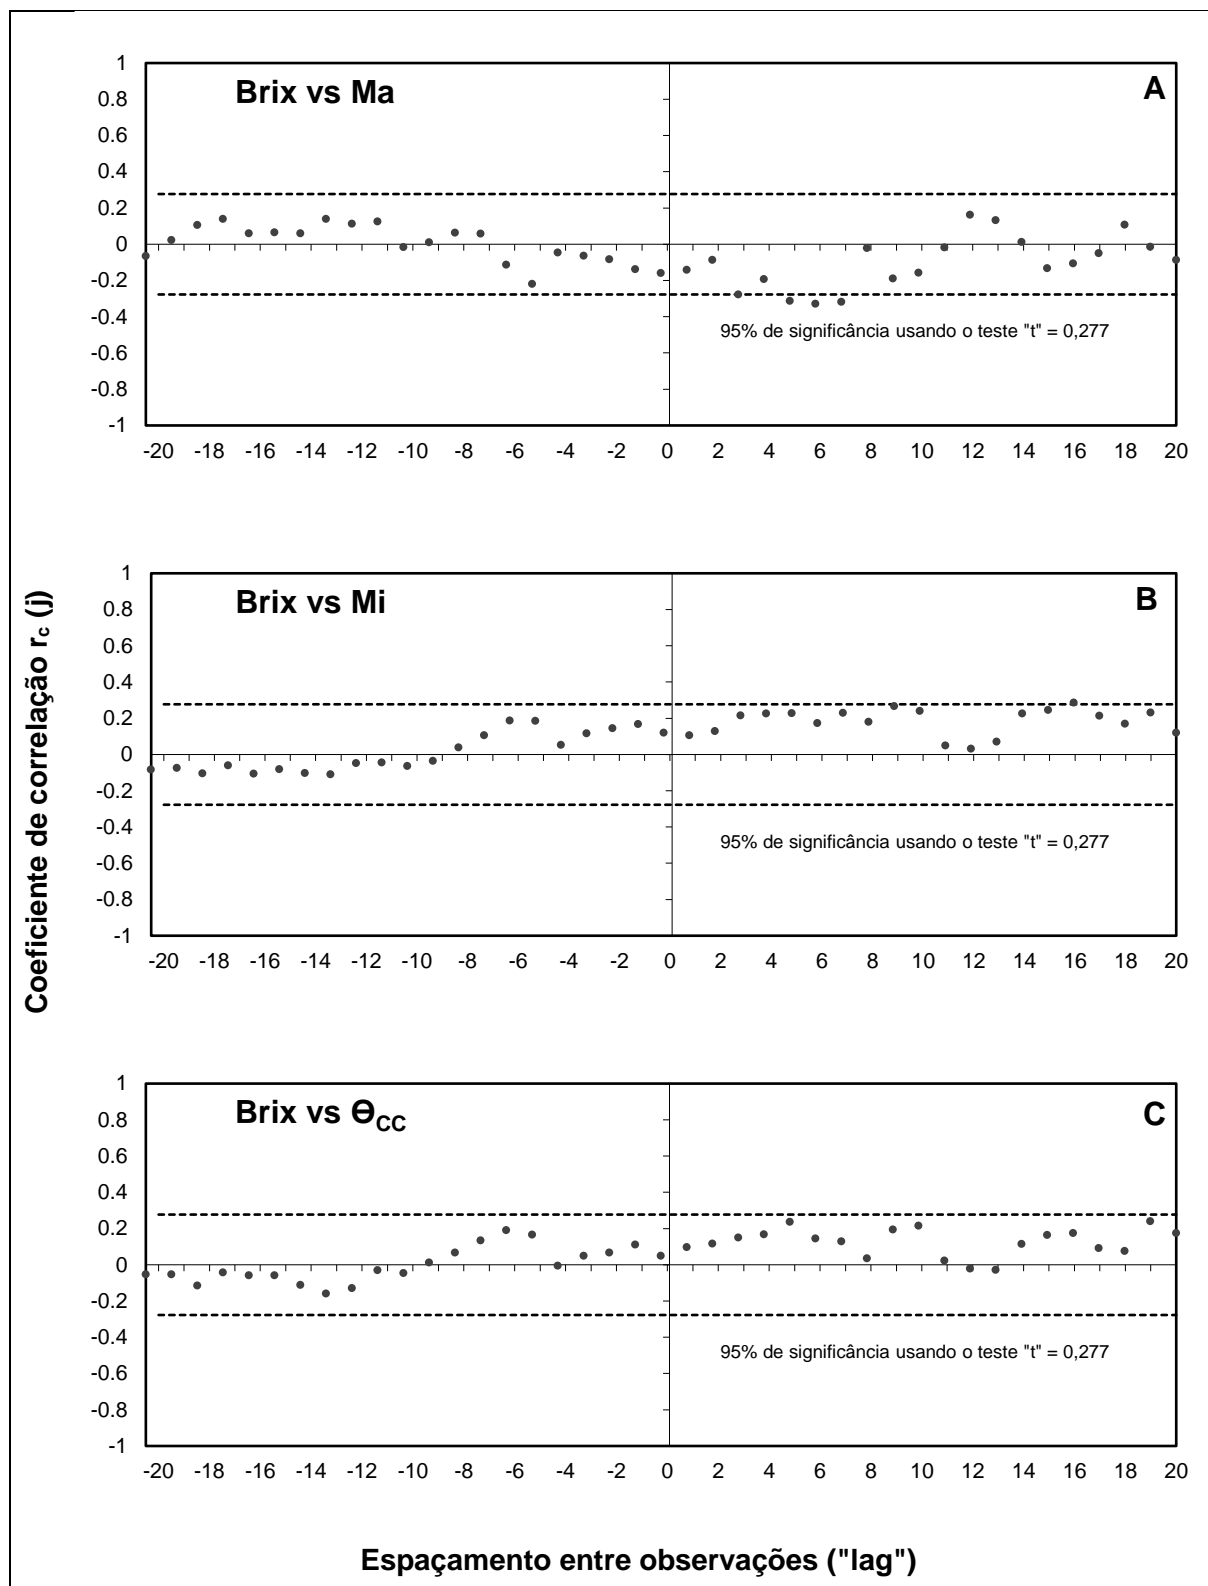 Coeficiente de correlação rc (j)
Brix vs Ma
A
1
0.8
0.6
0.4
0.2
0
-0.2
-0.4
-0.6
-0.8
-1
95% de significância usando o teste "t" = 0,277
-20 -18 -16 -14 -12 -10 -8 -6 -4 -2 0 2 4 6 8 10 12 14 16 18 20
Brix vs Mi
B
1
0.8
0.6
0.4
0.2
0
-0.2
-0.4
-0.6
-0.8
-1
95% de significância usando o teste "t" = 0,277
-20 -18 -16 -14 -12 -10 -8 -6 -4 -2 0 2 4 6 8 10 12 14 16 18 20
Brix vs ϴCC
C
1
0.8
0.6
0.4
0.2
0
-0.2
-0.4
-0.6
-0.8
-1
95% de significância usando o teste "t" = 0,277
-20 -18 -16 -14 -12 -10 -8 -6 -4 -2 0 2 4 6 8 10 12 14 16 18 20
Espaçamento entre observações ("lag")